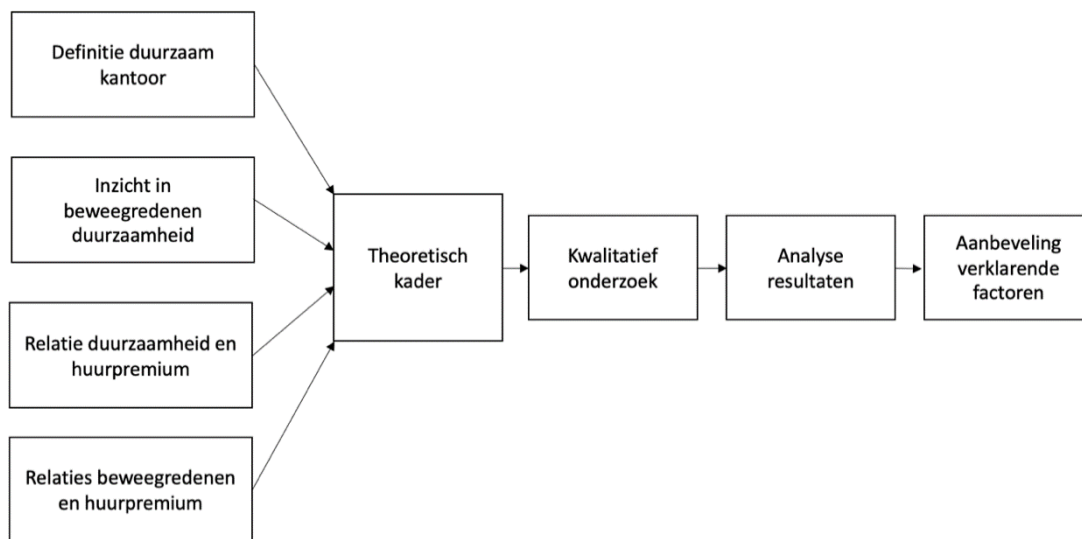 Definitie duurzaam
kantoor
Inzicht in
beweegredenen
duurzaamheid
Relatie duurzaamheid en
huurpremium
Relaties beweegredenen
en huurpremium
Theoretisch
kader
Kwalitatief
onderzoek
Analyse
resultaten
Aanbeveling
verklarende
factoren